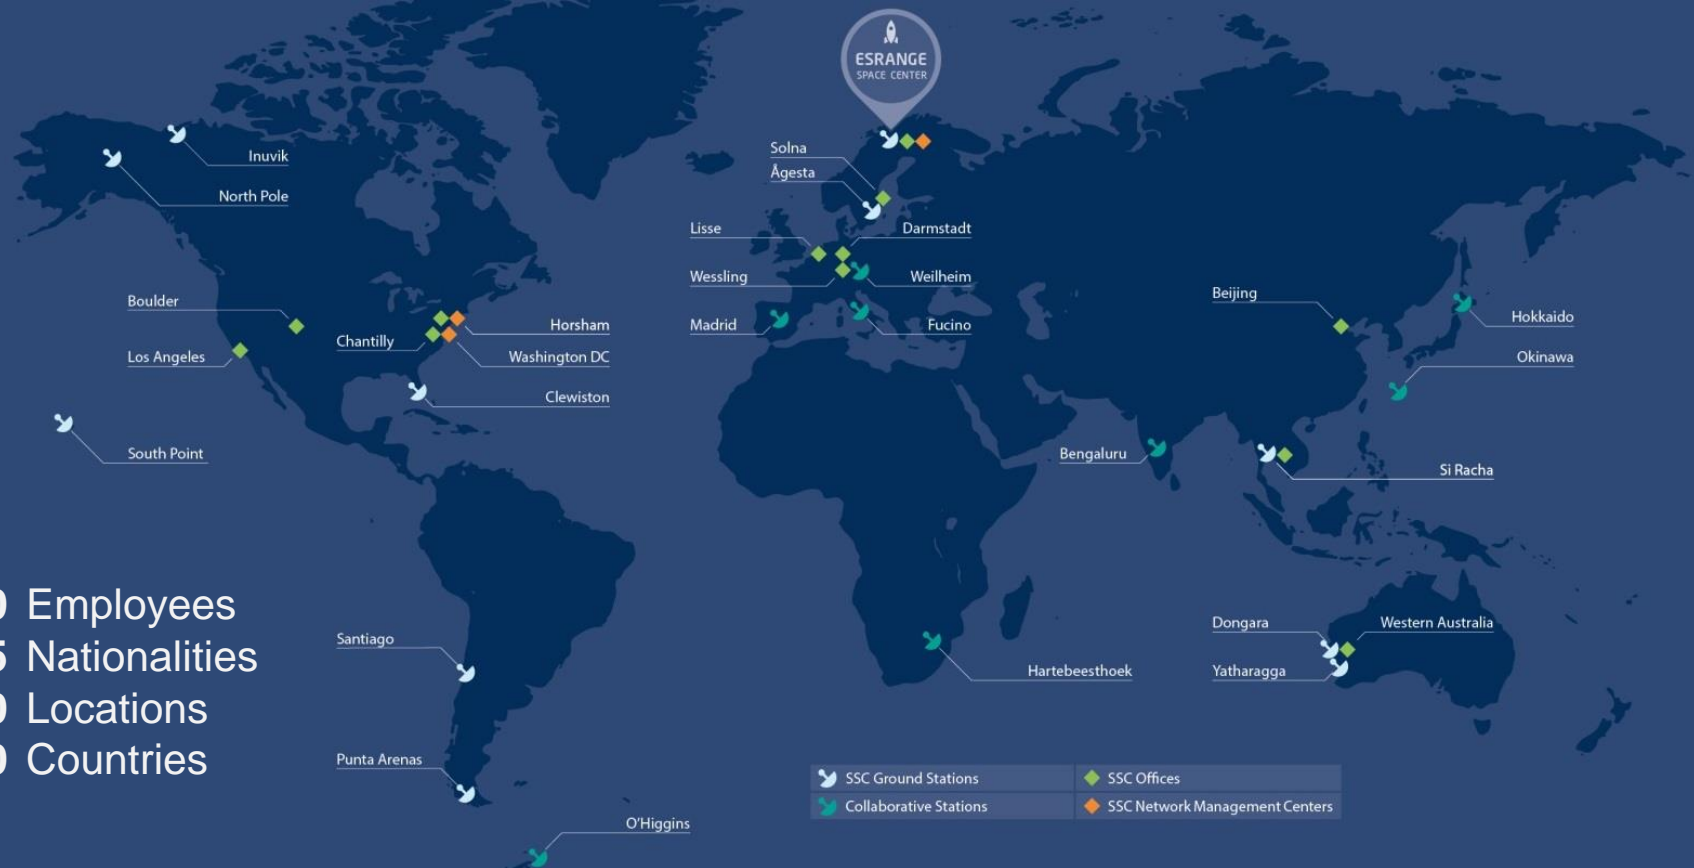 ESRANGE
SPACE CENTER
Inuvik
North Pole
Solna
Ågesta
Lisse
Darmstadt
Wessling
Weilheim
Madrid
Fucino
Boulder
Los Angeles
Chantilly
Horsham
Washington DC
Clewiston
South Point
Beijing
Hokkaido
Okinawa
Bengaluru
Si Racha
Employees
Nationalities
Locations
Countries
Santiago
Punta Arenas
O'Higgins
Hartebeesthoek
Dongara
Western Australia
Yatharagga
SSC Ground Stations
SSC Offices
Collaborative Stations
SSC Network Management Centers